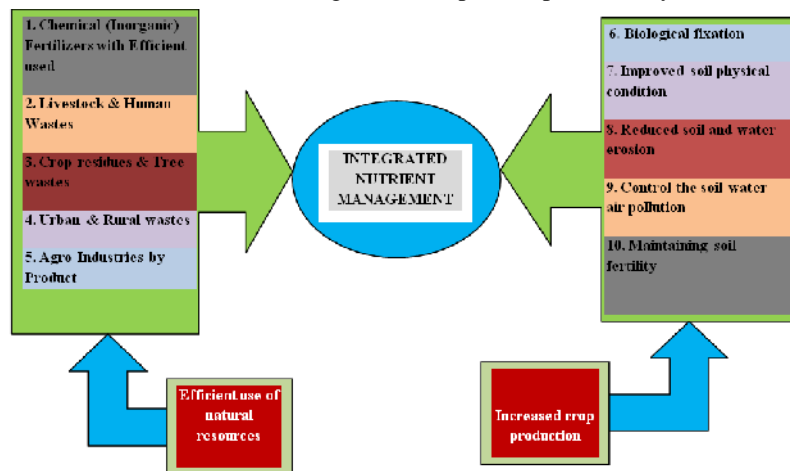 1. Chemical (Inorganic)
Fertilizers with Efficient
used
2. Livestock & Human
Wastes
3. Crop residues & Tree
wastes
4. Urban & Rural wastes
5. Agro Industries by
Product
INTEGRATED
NUTRIENT
MANAGEMENT
6. Biological fixation
7. Improved soil physical
condition
8. Reduced soil and water
erosion
9. Control the soil water
air pollution
10. Maintaining soil
fertility
Efficient use of
natural
resources
Increased crop
production